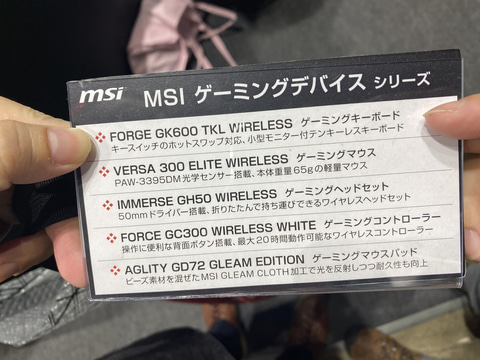 msi MSI ゲーミングデバイス シリーズ
FORGE GK600 TKL WIRELESS ゲーミングキーボード
キースイッチのホットスワップ対応、小型モニター付テンキーレスキーボード
VERSA 300 ELITE WIRELESS ゲーミングマウス
PAW-3395DM光学センサー搭載、本体重量65gの軽量マウス
IMMERSE GH50 WIRELESS ゲーミングヘッドセット
50mmドライバー搭載、折りたたんで持ち運びできるワイヤレスヘッドセット
FORCE GC300 WIRELESS WHITE ゲーミングコントローラー
操作に便利な背面ボタン搭載、最大20時間動作可能なワイヤレスコントローラー
AGLITY GD72 GLEAM EDITION ゲーミングマウスパッド
ビーズ素材を混ぜたMSI GLEAM CLOTH加工で光を反射しつつ耐久性も向上